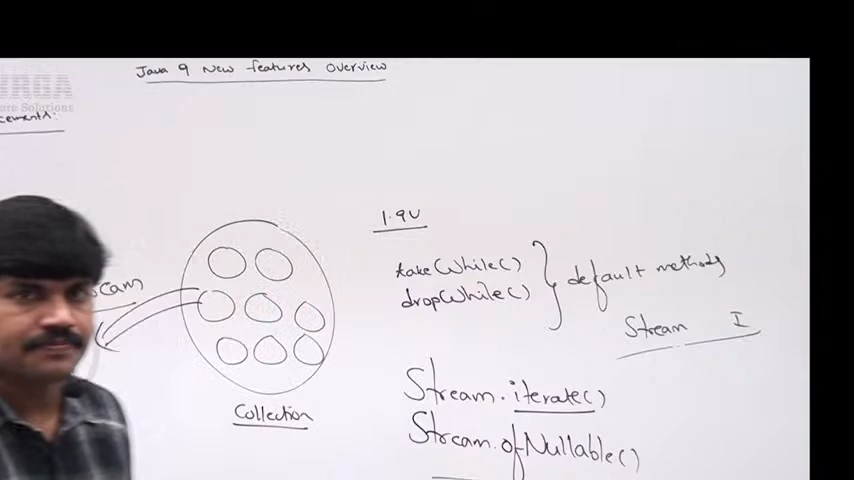 Java 9 New features Overview
1.9V
takeWhile()
dropWhile()
default methods
Stream I
Stream.iterate()
Stream.ofNullable()
Collection